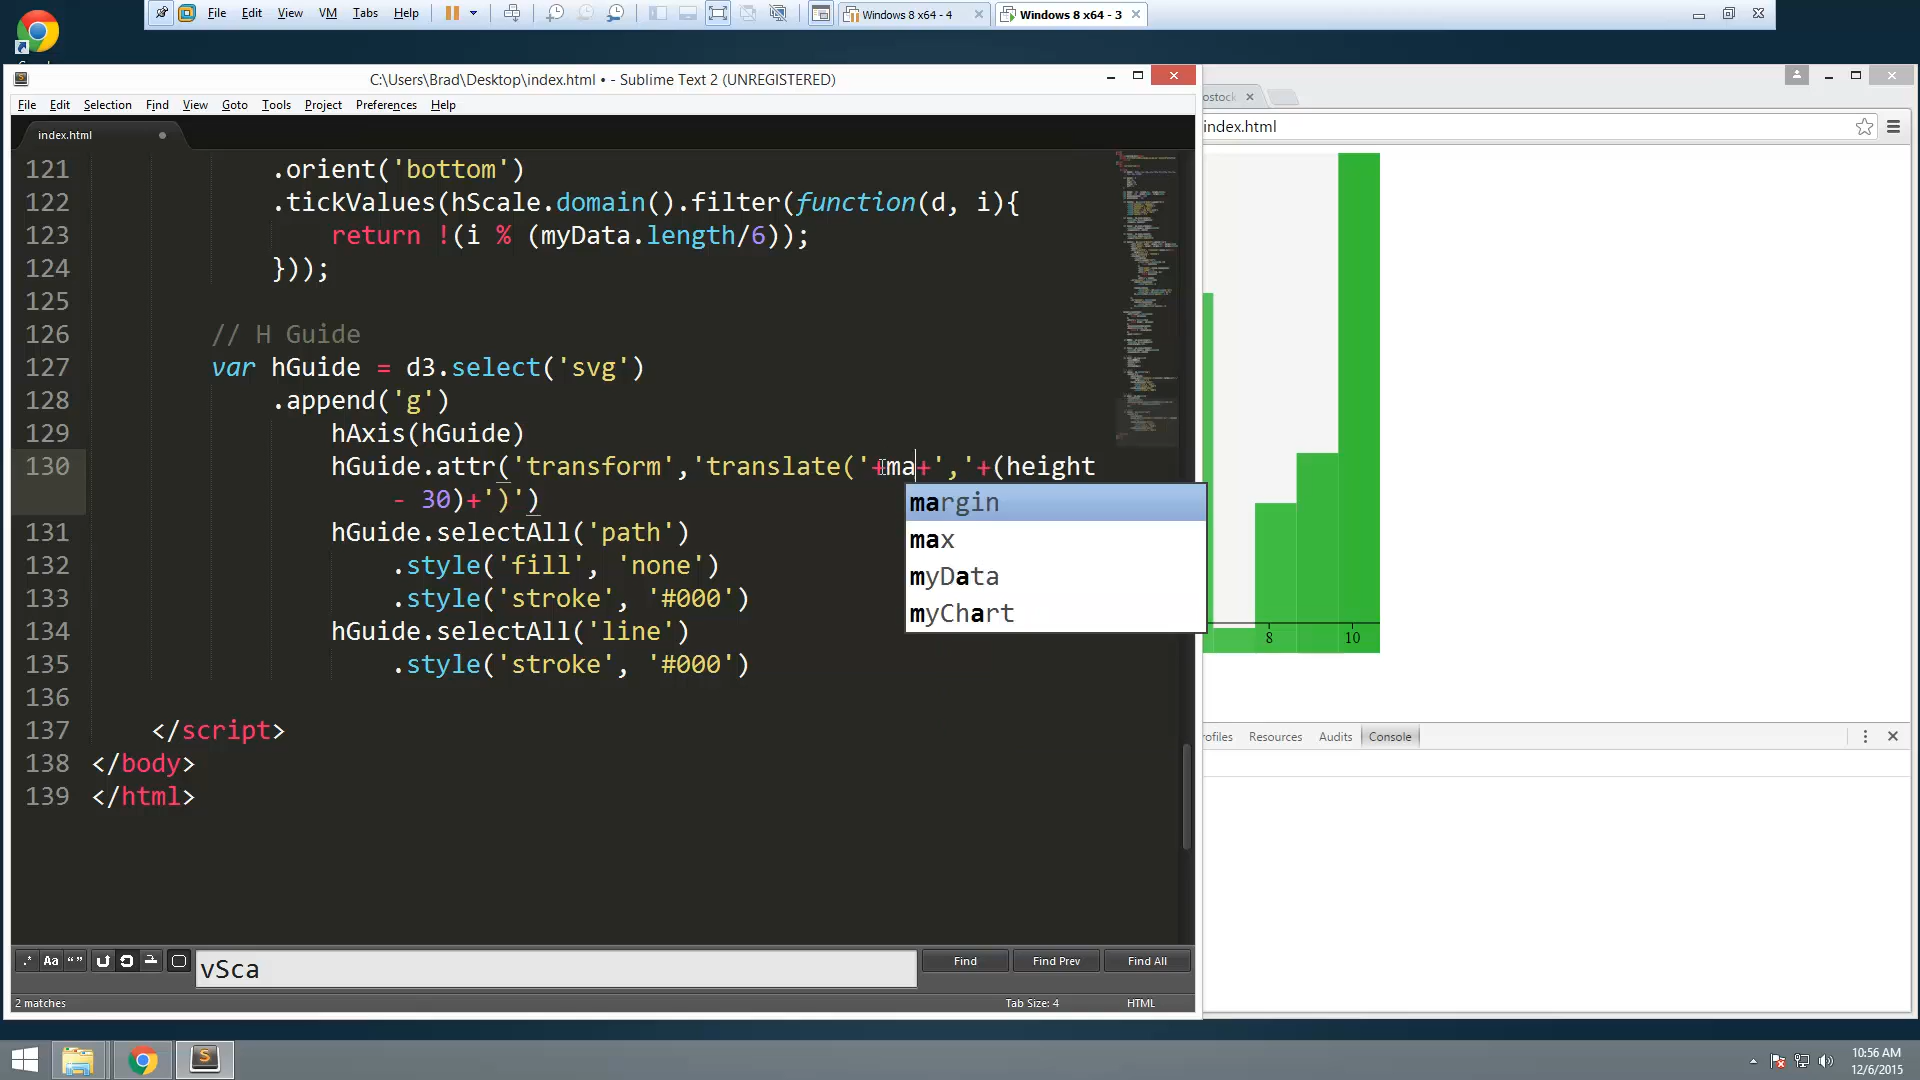 File Edit View VM Tabs Help
Windows 8 x64 - 4
Windows 8 x64 - 3
C:\Users\Brad\Desktop\index.html • - Sublime Text 2 (UNREGISTERED)
File Edit Selection Find View Goto Tools Project Preferences Help
index.html
ostock
index.html
121 .orient('bottom')
122 .tickValues(hScale.domain().filter(function(d, i){
123 return !(i % (myData.length/6));
124 }));
125
126 // H Guide
127 var hGuide = d3.select('svg')
128 .append('g')
129 hAxis(hGuide)
130 hGuide.attr('transform','translate('+ma+','+(height
- 30)+')')
131 hGuide.selectAll('path')
132 .style('fill', 'none')
133 .style('stroke', '#000')
134 hGuide.selectAll('line')
135 .style('stroke', '#000')
136
137 </script>
138 </body>
139 </html>
margin
max
myData
myChart
8 10
rofiles Resources Audits Console
.* Aa “” vSca Find Find Prev Find All
2 matches Tab Size: 4 HTML
10:56 AM
12/6/2015